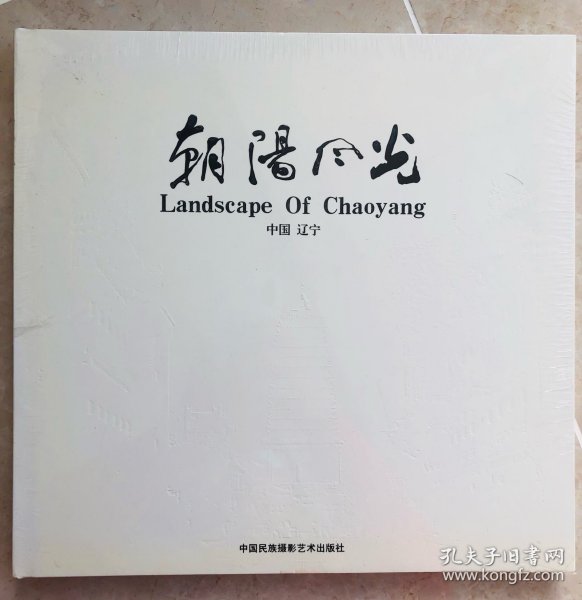 朝陽风光
Landscape Of Chaoyang
中国 辽宁
中国民族摄影艺术出版社
孔夫子旧书网
www.kongfz.com